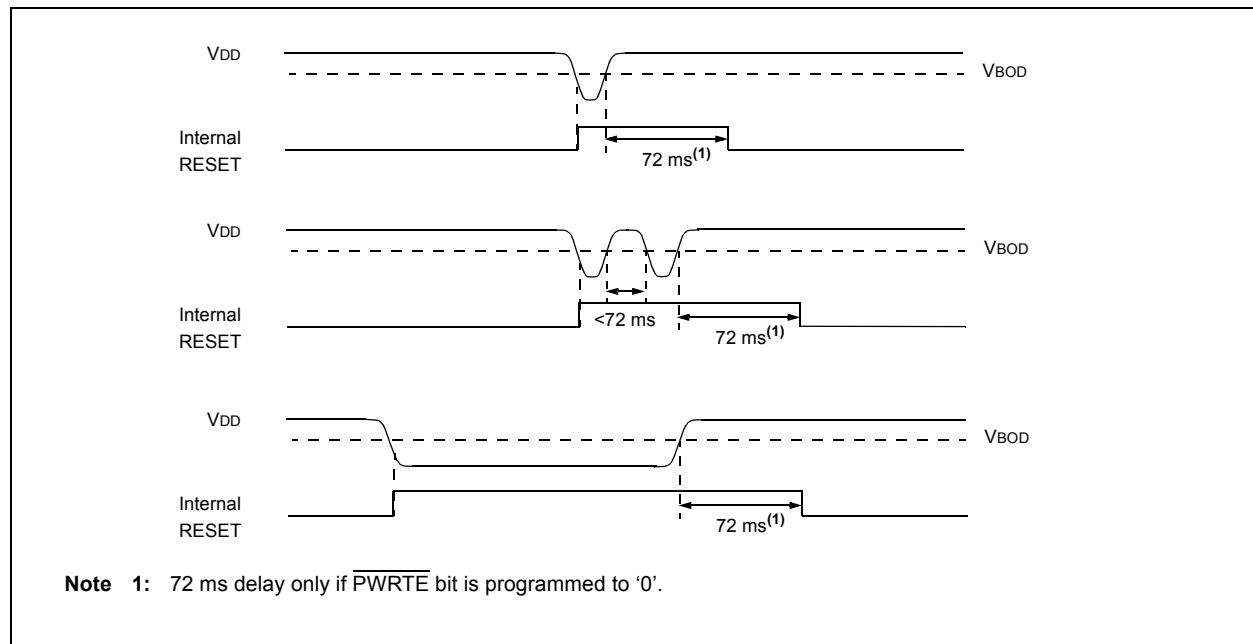 VDD
VBOD
Internal
RESET
72 ms(1)
VDD
VBOD
Internal
RESET
<72 ms
72 ms(1)
VDD
VBOD
Internal
RESET
72 ms(1)
Note 1: 72 ms delay only if PWRTE bit is programmed to ‘0’.